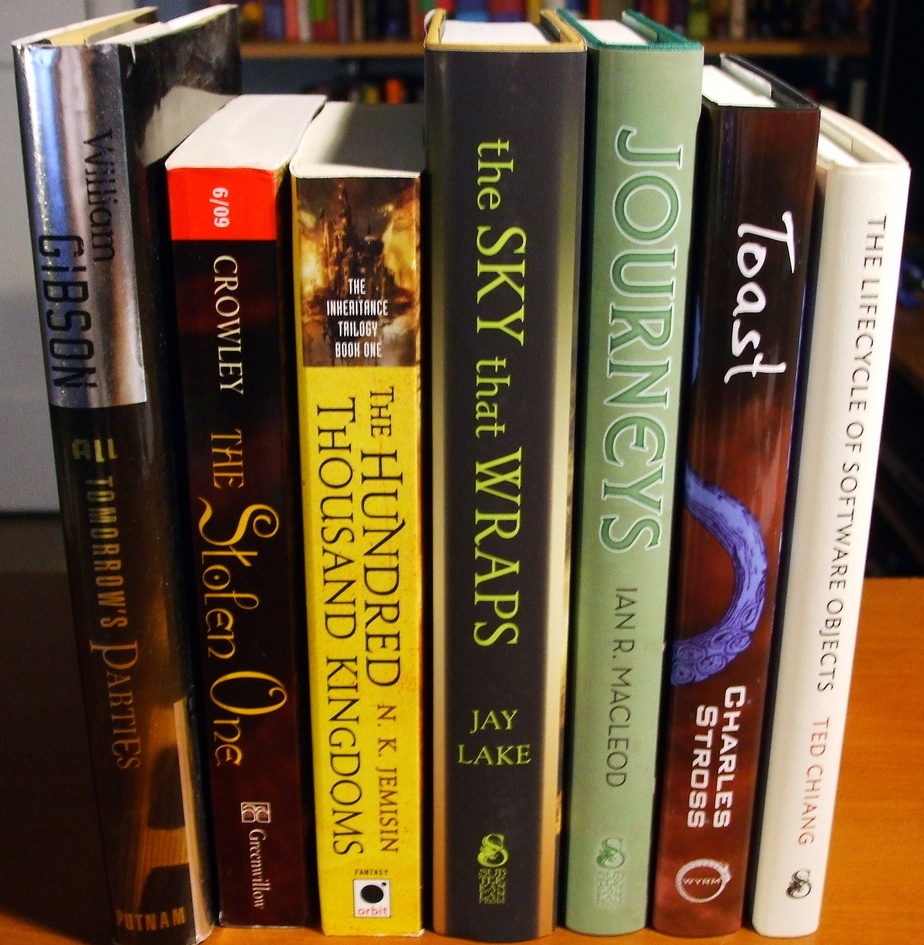 William
GIBSON
ALL TOMORROW'S PARTIES
PUTNAM
6/09
CROWLEY
THE Stolen One
Greenwillow
THE
INHERITANCE
TRILOGY
BOOK ONE
THE HUNDRED
THOUSAND KINGDOMS
N. K. JEMISIN
FANTASY
orbit
the SKY that WRAPS
JAY
LAKE
JOURNEYS
IAN R. MACLEOD
Toast
CHARLES
STROSS
WYRM
THE LIFECYCLE OF SOFTWARE OBJECTS
TED CHIANG